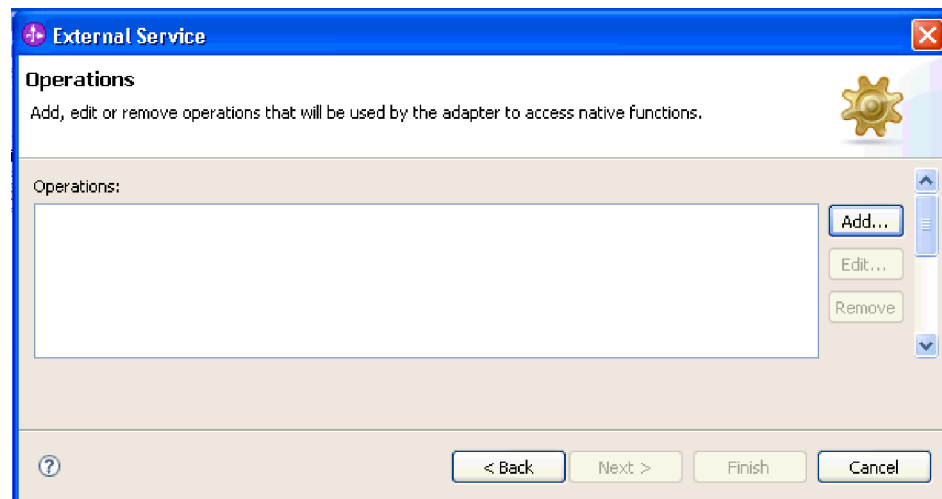 External Service
Operations
Add, edit or remove operations that will be used by the adapter to access native functions.
Operations:
Add...
Edit...
Remove
?
< Back
Next >
Finish
Cancel